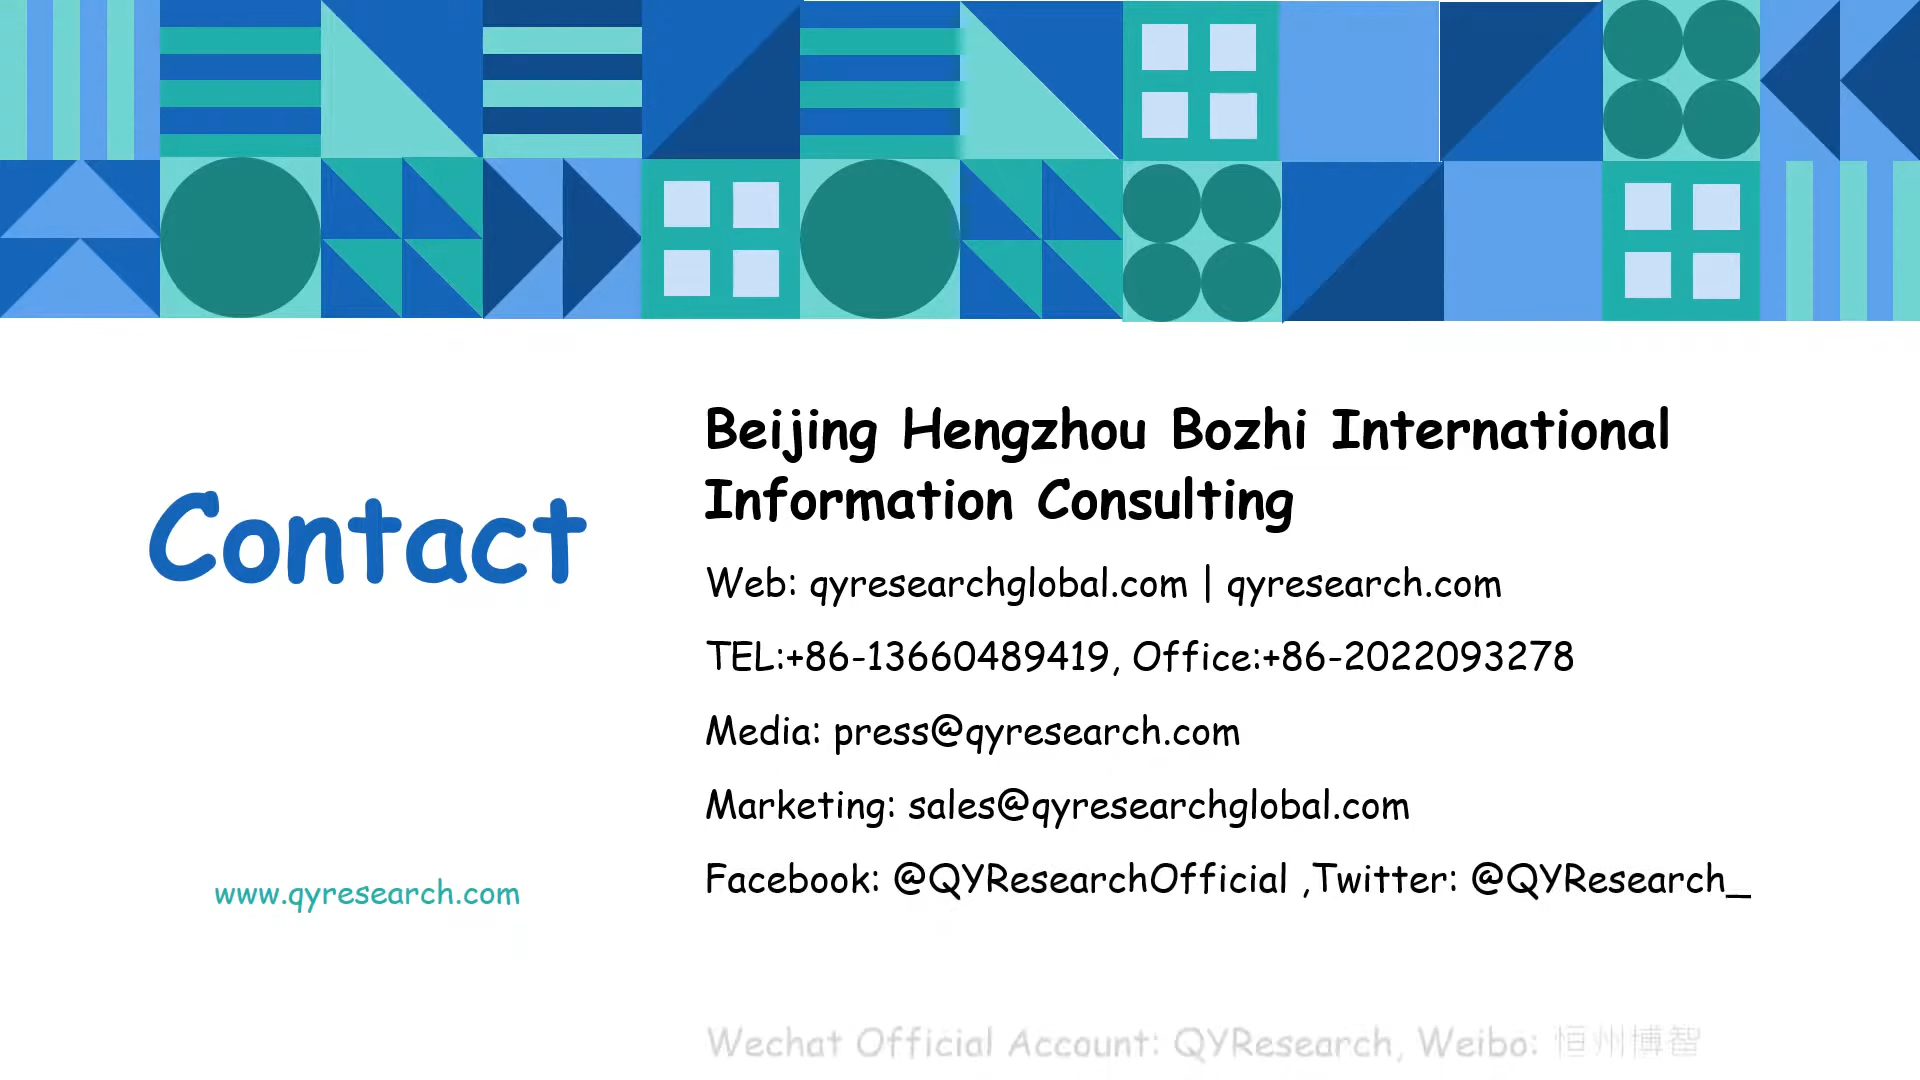 Contact
www.qyresearch.com
Beijing Hengzhou Bozhi International
Information Consulting
Web: qyresearchglobal.com | qyresearch.com
TEL:+86-13660489419, Office:+86-2022093278
Media: press@qyresearch.com
Marketing: sales@qyresearchglobal.com
Facebook: @QYResearchOfficial ,Twitter: @QYResearch_
Wechat Official Account: QYResearch, Weibo: 恒州博智